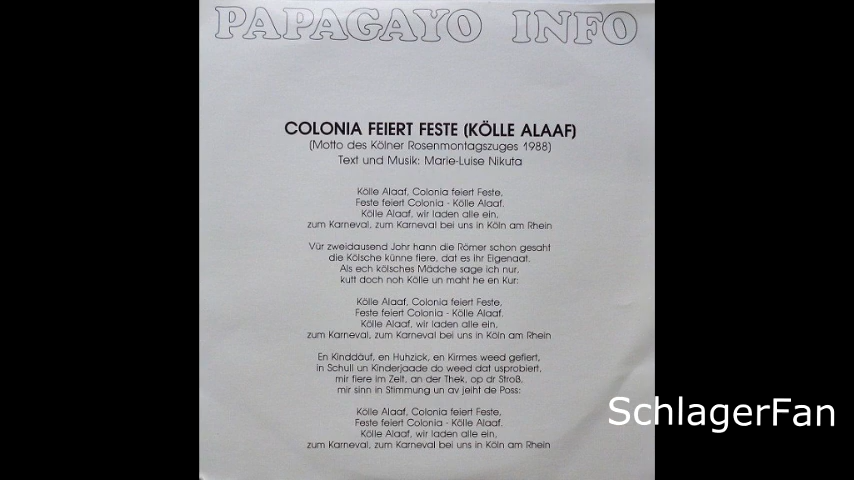 PAPAGAYO INFO
COLONIA FEIERT FESTE (KÖLLE ALAAF)
(Motto des Kölner Rosenmontagszuges 1988)
Text und Musik: Marie-Luise Nikuta
Kölle Alaaf, Colonia feiert Feste,
Feste feiert Colonia - Kölle Alaaf.
Kölle Alaaf, wir laden alle ein,
zum Karneval, zum Karneval bei uns in Köln am Rhein
Vür zweidausend Johr hann die Römer schon gesaht
die Kölsche künne fiere, dat es ihr Eigenaat.
Als ech kölsches Mädche sage ich nur,
kutt doch noh Kölle un maht he en Kur:
Kölle Alaaf, Colonia feiert Feste,
Feste feiert Colonia - Kölle Alaaf.
Kölle Alaaf, wir laden alle ein,
zum Karneval, zum Karneval bei uns in Köln am Rhein
En Kinddäuf, en Huhzick, en Kirmes weed gefiert,
in Schull un Kinderjaade do weed dat usprobiert,
mir fiere im Zelt, an der Thek, op dr Stroß,
mir sinn in Stimmung un av jeiht de Poss:
Kölle Alaaf, Colonia feiert Feste,
Feste feiert Colonia - Kölle Alaaf.
Kölle Alaaf, wir laden alle ein,
zum Karneval, zum Karneval bei uns in Köln am Rhein
SchlagerFan